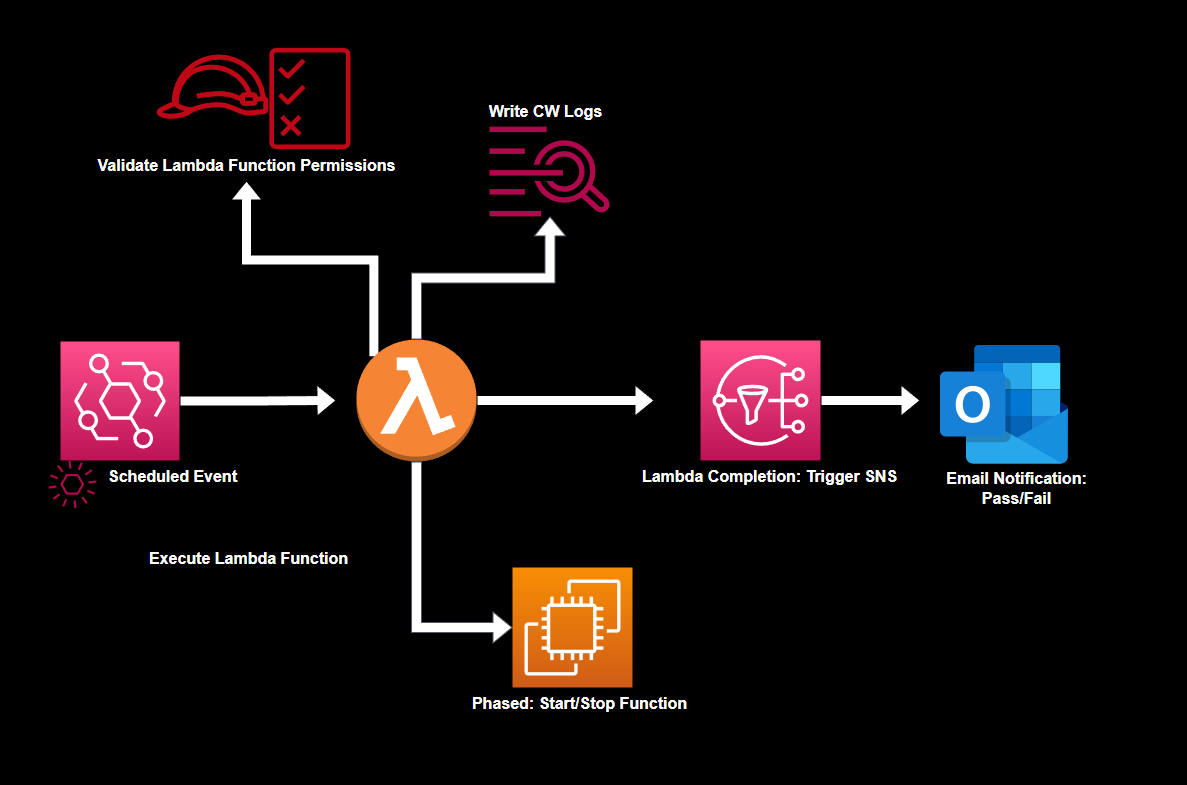 Write CW Logs
Validate Lambda Function Permissions
O
Scheduled Event
Lambda Completion: Trigger SNS
Email Notification:
Pass/Fail
Execute Lambda Function
Phased: Start/Stop Function